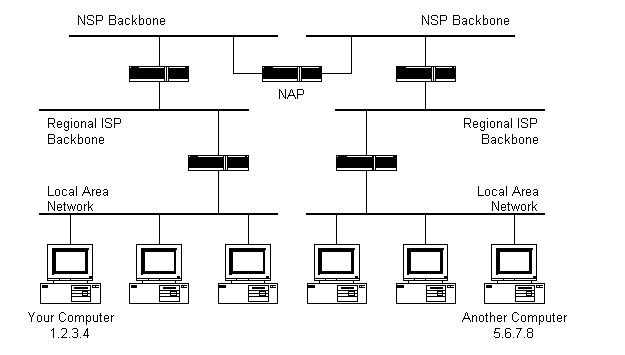 NSP Backbone
NSP Backbone
NAP
Regional ISP
Backbone
Regional ISP
Backbone
Local Area
Network
Local Area
Network
Your Computer
1.2.3.4
Another Computer
5.6.7.8